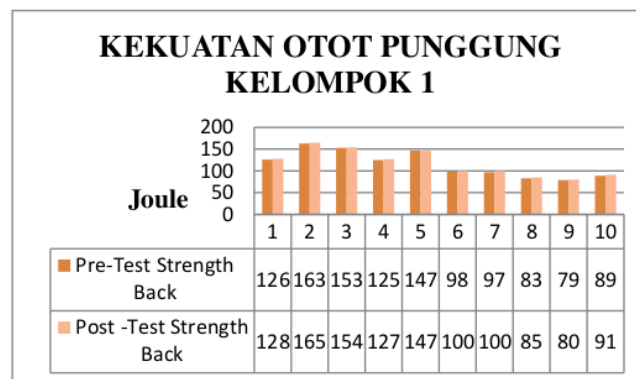 KEKUATAN OTOT PUNGGUNG
KELOMPOK 1
200
150
100
50
0
Joule
1 2 3 4 5 6 7 8 9 10
Pre-Test Strength
Back
126 163 153 125 147 98 97 83 79 89
Post -Test Strength
Back
128 165 154 127 147 100 100 85 80 91